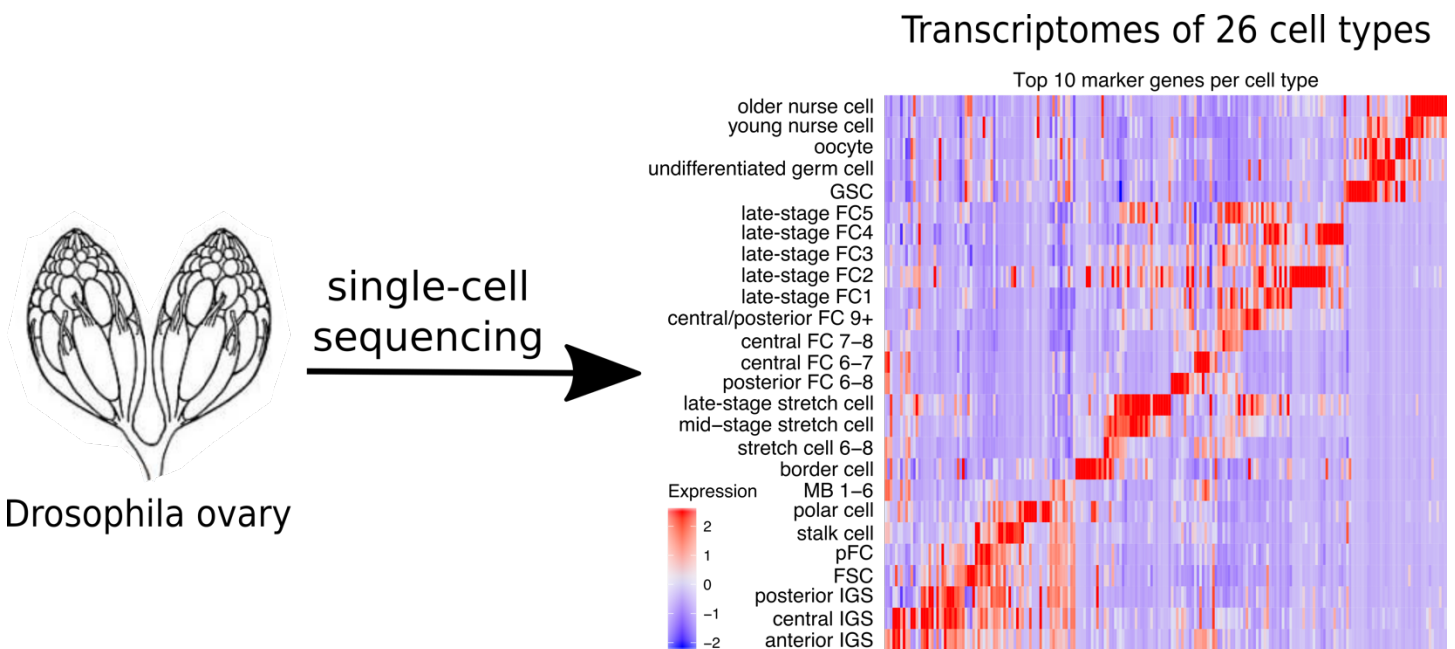 Transcriptomes of 26 cell types
Top 10 marker genes per cell type
older nurse cell
young nurse cell
oocyte
undifferentiated germ cell
GSC
late-stage FC5
late-stage FC4
late-stage FC3
late-stage FC2
late-stage FC1
central/posterior FC 9+
central FC 7–8
central FC 6–7
posterior FC 6–8
late-stage stretch cell
mid–stage stretch cell
stretch cell 6–8
border cell
MB 1–6
polar cell
stalk cell
pFC
FSC
posterior IGS
central IGS
anterior IGS
Expression
2
1
0
−1
−2
single-cell
sequencing
Drosophila ovary